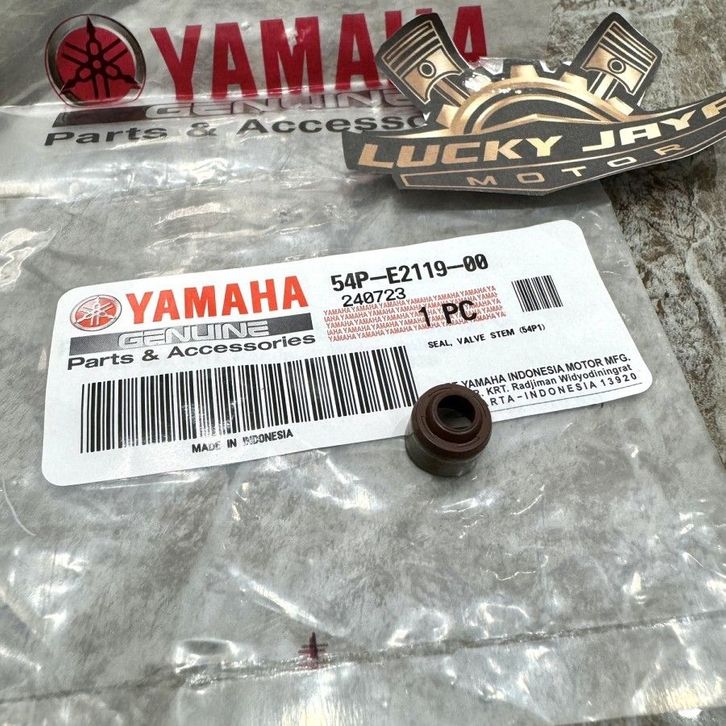 YAMAHA
GENUINE
Parts & Accessor
LUCKY JAYA
MOTOR
YAMAHA
GENUINE
Parts & Accessories
54P-E2119-00
240723
1 PC
SEAL, VALVE STEM (54P1)
YAMAHA INDONESIA MOTOR MFG.
KRT. Radjiman Widyodiningrat
RTA-INDONESIA 13920
MADE IN INDONESIA